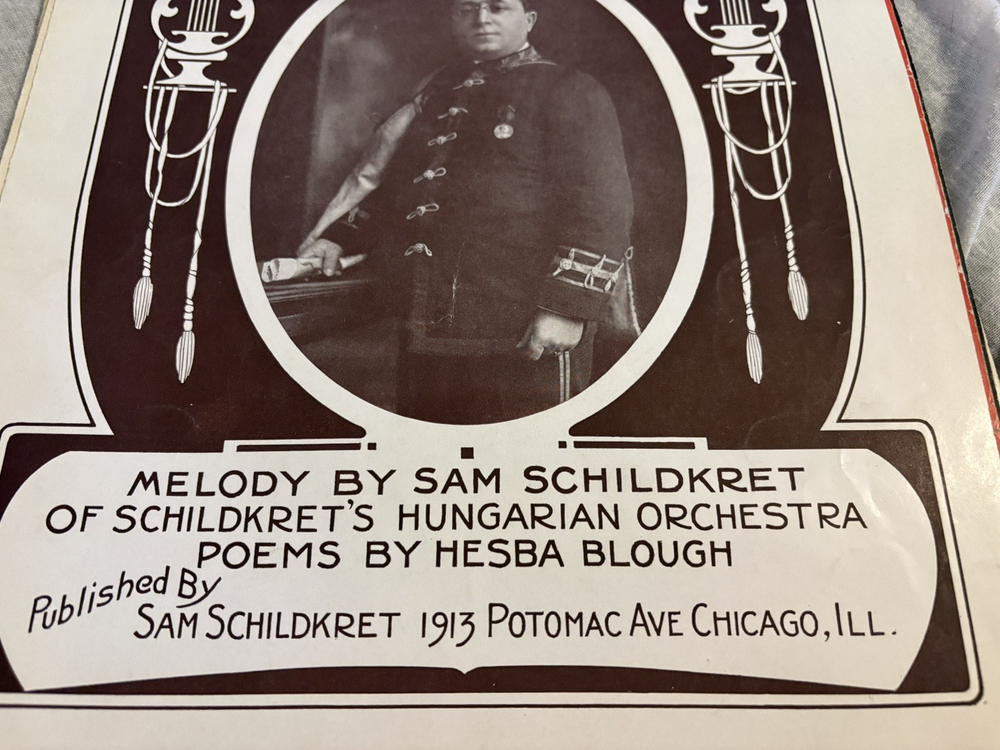 MELODY BY SAM SCHILDKRET
OF SCHILDKRET'S HUNGARIAN ORCHESTRA
POEMS BY HESBA BLOUGH
Published By
SAM SCHILDKRET 1913 POTOMAC AVE CHICAGO, ILL.